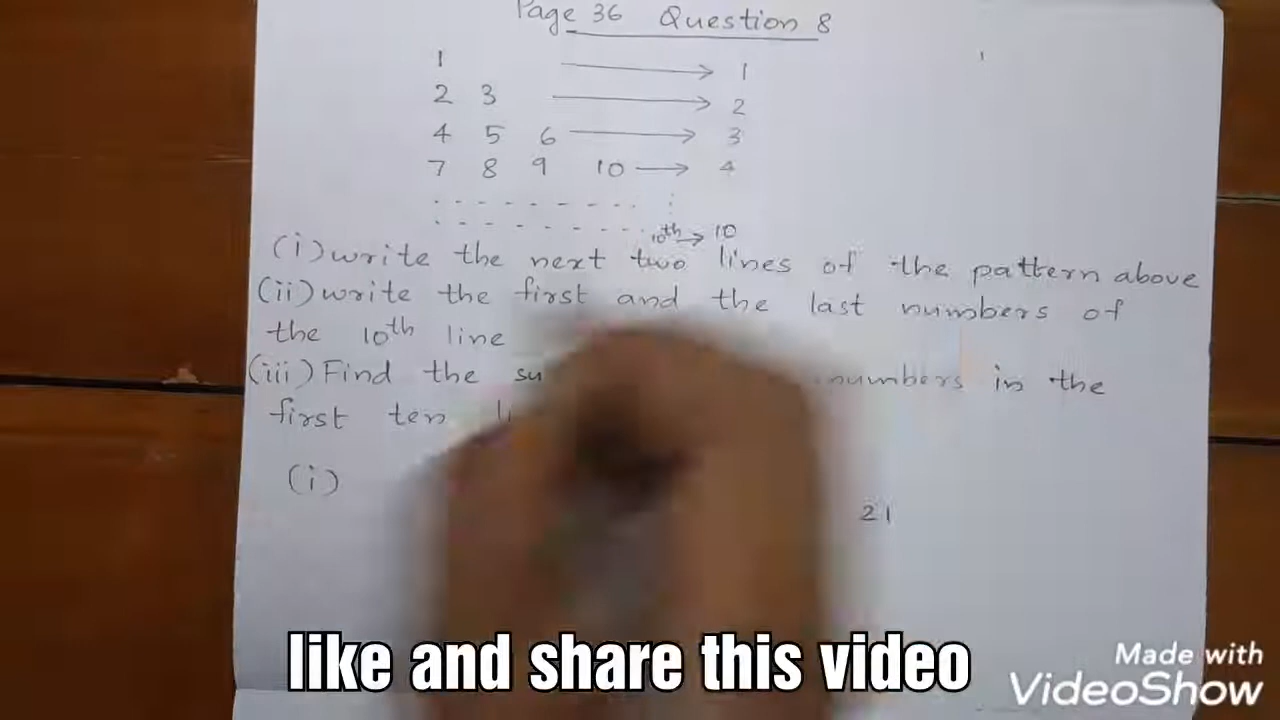 Page 36 Question 8
1 → 1
2 3 → 2
4 5 6 → 3
7 8 9 10 → 4
10th → 10
(i) write the next two lines of the pattern above
(ii) write the first and the last numbers of
the 10th line
(iii) Find the numbers in the
first ten
(i)
21
like and share this video
Made with
VideoShow